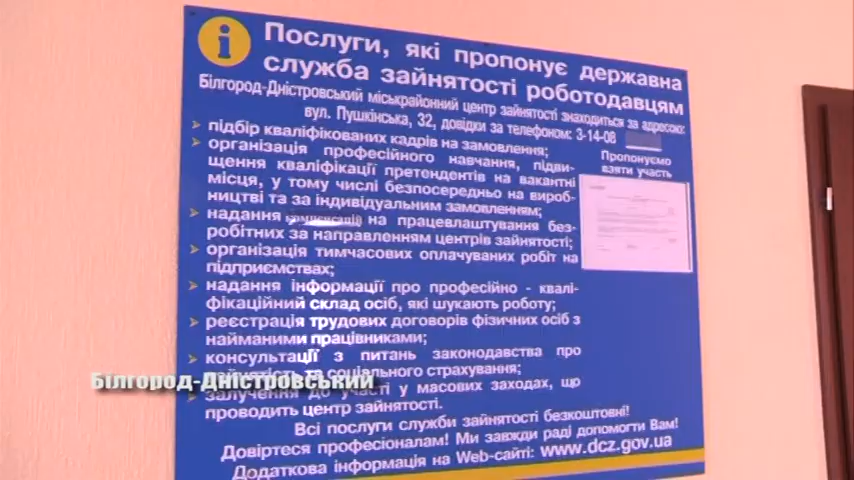 i
Послуги, які пропонує державна
служба зайнятості роботодавцям
Білгород-Дністровський міськрайонний центр зайнятості знаходиться за адресою:
вул. Пушкінська, 32, довідки за телефоном: 3-14-08
підбір кваліфікованих кадрів на замовлення;
організація професійного навчання, підви-
щення кваліфікації претендентів на вакантні
місця, у тому числі безпосередньо на вироб-
ництві та за індивідуальним замовленням;
надання компенсації на працевлаштування без-
робітних за направленням центрів зайнятості;
організація тимчасових оплачуваних робіт на
підприємствах;
надання інформації про професійно - квалі-
фікаційний склад осіб, які шукають роботу;
реєстрація трудових договорів фізичних осіб з
найманими працівниками;
консультації з питань законодавства про
зайнятість та соціального страхування;
залучення до участі у масових заходах, що
проводить центр зайнятості.
Пропонуємо
взяти участь
Всі послуги служби зайнятості безкоштовні!
Довіртеся професіоналам! Ми завжди раді допомогти Вам!
Додаткова інформація на Web-сайті: www.dcz.gov.ua
Білгород-Дністровський